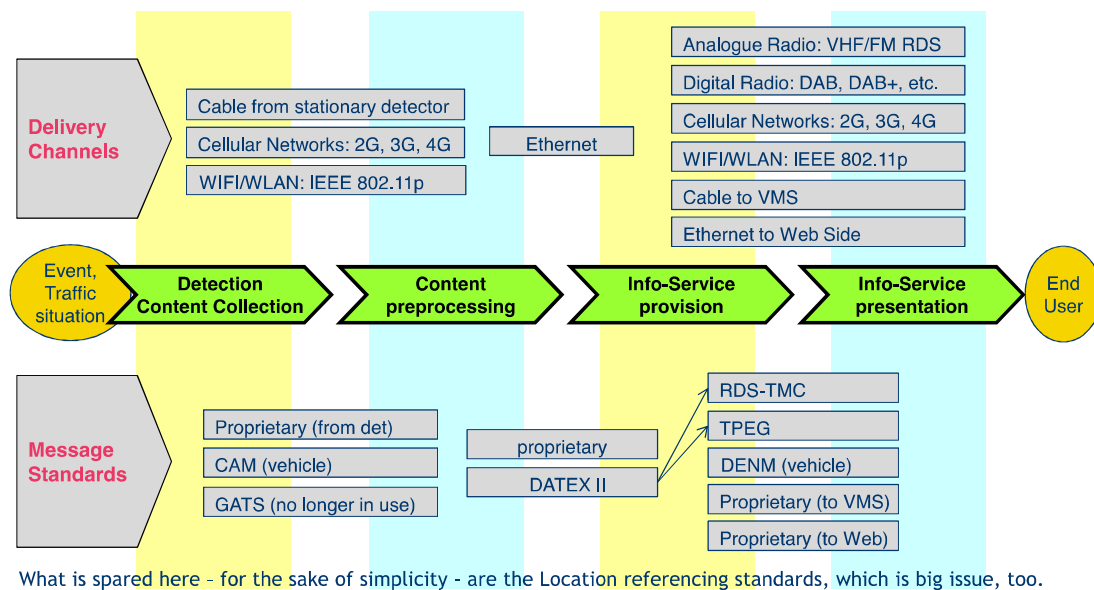 Analogue Radio: VHF/FM RDS
Digital Radio: DAB, DAB+, etc.
Cellular Networks: 2G, 3G, 4G
WIFI/WLAN: IEEE 802.11p
Cable to VMS
Ethernet to Web Side
Delivery
Channels
Cable from stationary detector
Cellular Networks: 2G, 3G, 4G
WIFI/WLAN: IEEE 802.11p
Ethernet
Event,
Traffic
situation
Detection
Content Collection
Content
preprocessing
Info-Service
provision
Info-Service
presentation
End
User
Message
Standards
Proprietary (from det)
CAM (vehicle)
GATS (no longer in use)
proprietary
DATEX II
RDS-TMC
TPEG
DENM (vehicle)
Proprietary (to VMS)
Proprietary (to Web)
What is spared here – for the sake of simplicity - are the Location referencing standards, which is big issue, too.